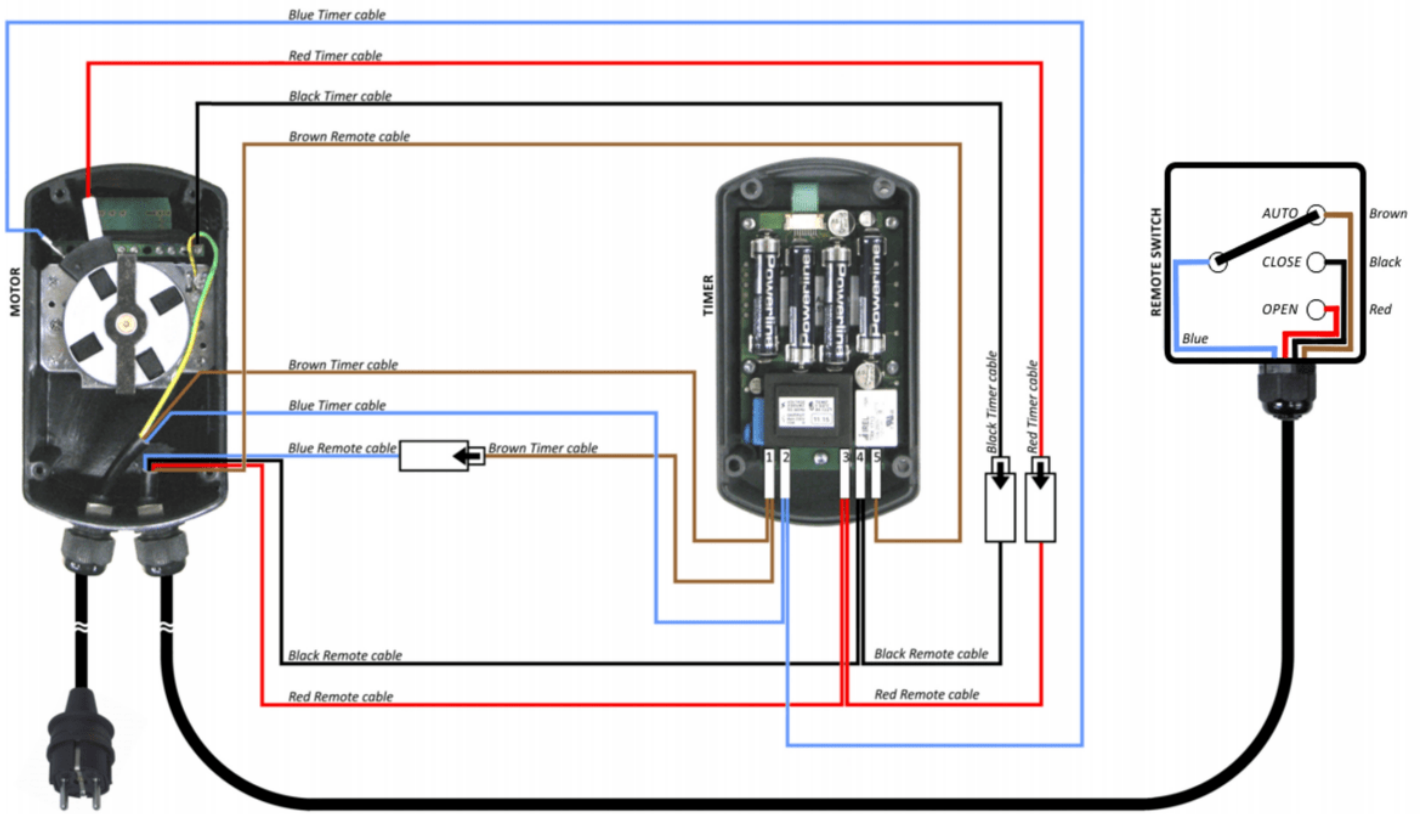 Blue Timer cable
Red Timer cable
Black Timer cable
Brown Remote cable
MOTOR
TIMER
REMOTE SWITCH
AUTO
Brown
CLOSE
Black
OPEN
Red
Blue
Powerline
Powerline
Powerline
Powerline
Brown Timer cable
Blue Timer cable
Blue Remote cable
Brown Timer cable
Black Timer cable
Red Timer cable
1 2 3 4 5
Black Remote cable
Black Remote cable
Red Remote cable
Red Remote cable